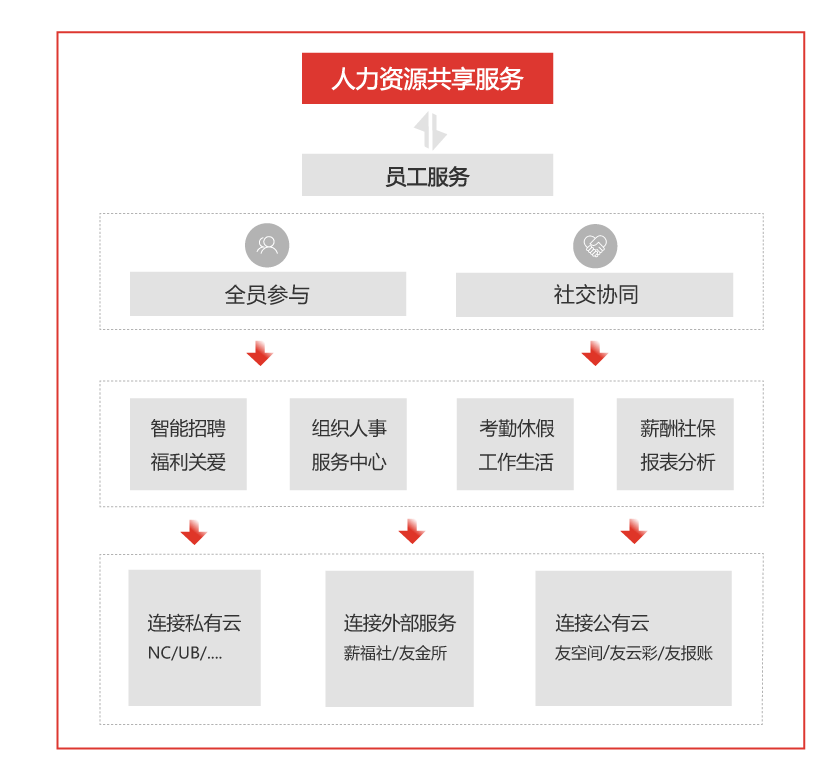 人力资源共享服务
员工服务
全员参与
社交协同
智能招聘
福利关爱
组织人事
服务中心
考勤休假
工作生活
薪酬社保
报表分析
连接私有云
NC/UB/....
连接外部服务
薪福社/友金所
连接公有云
友空间/友云彩/友报账